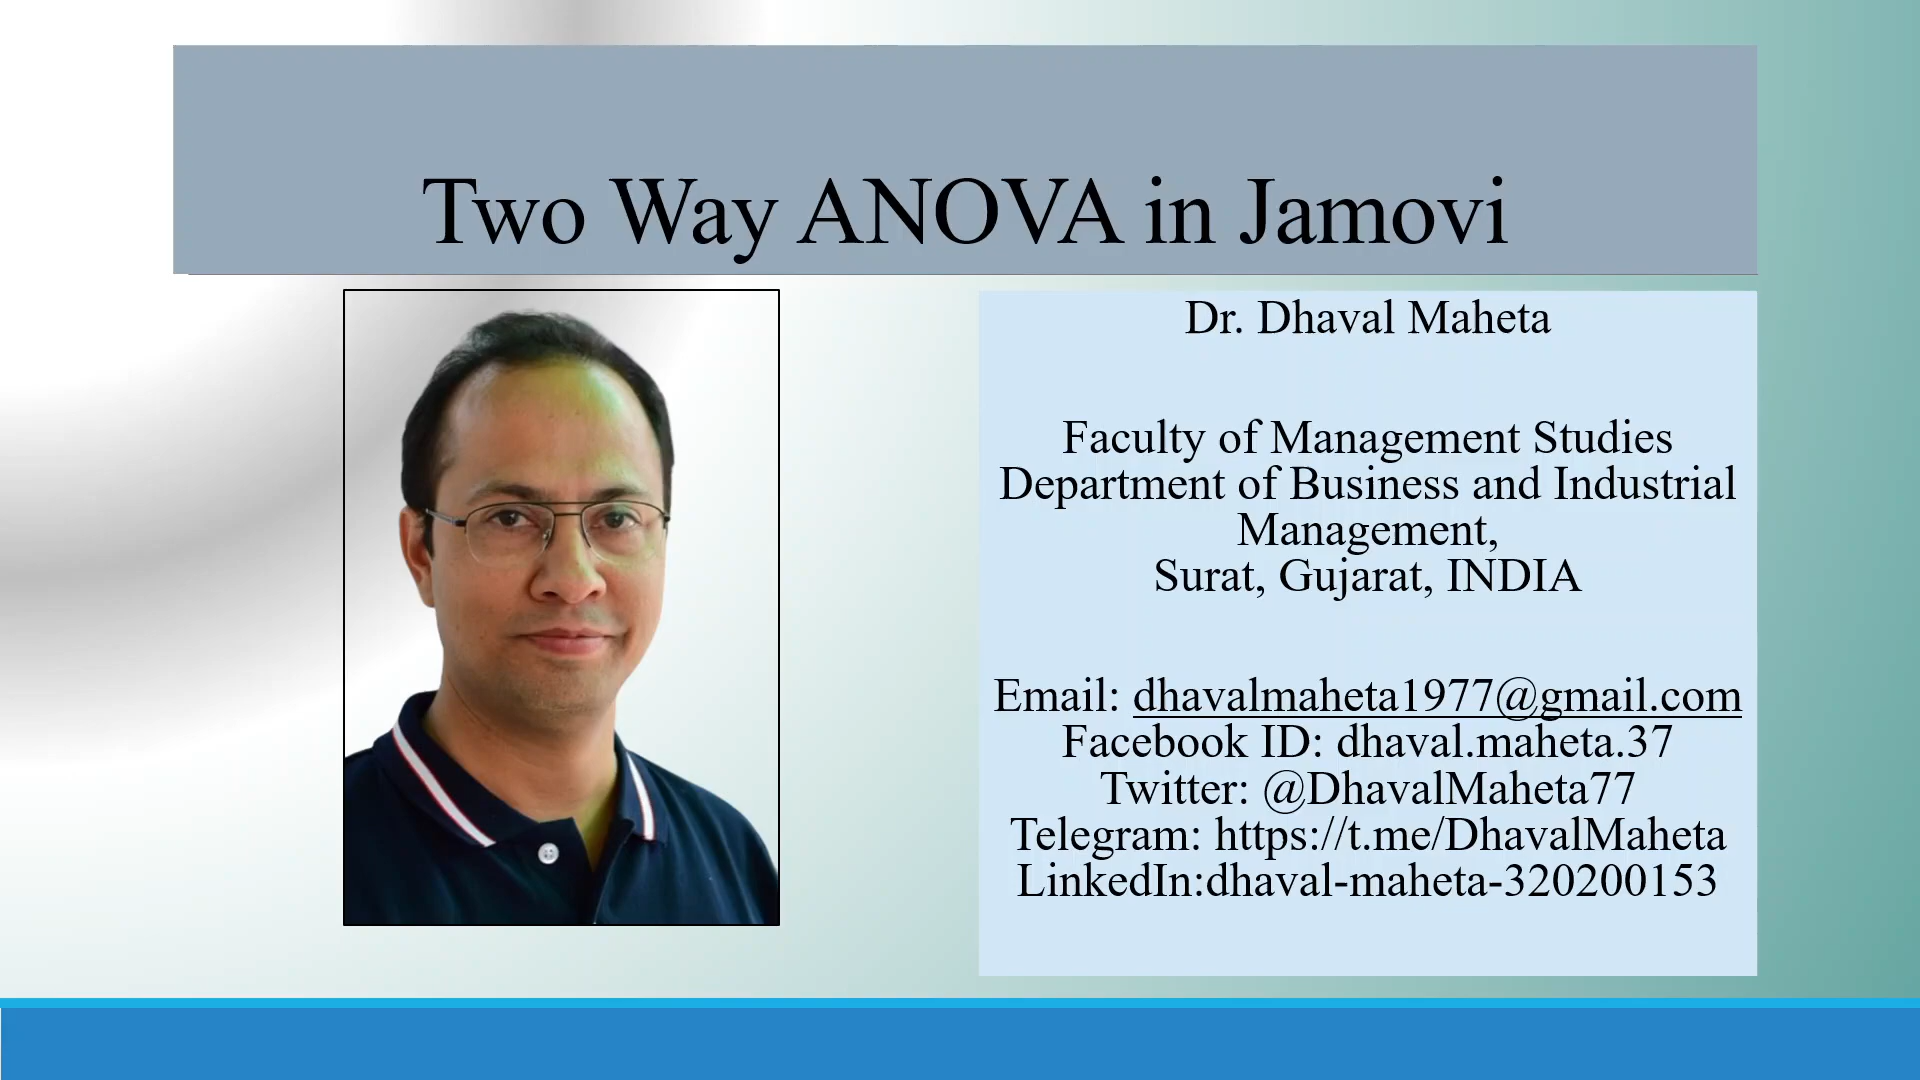 Two Way ANOVA in Jamovi
Dr. Dhaval Maheta
Faculty of Management Studies
Department of Business and Industrial
Management,
Surat, Gujarat, INDIA
Email: dhavalmaheta1977@gmail.com
Facebook ID: dhaval.maheta.37
Twitter: @DhavalMaheta77
Telegram: https://t.me/DhavalMaheta
LinkedIn:dhaval-maheta-320200153